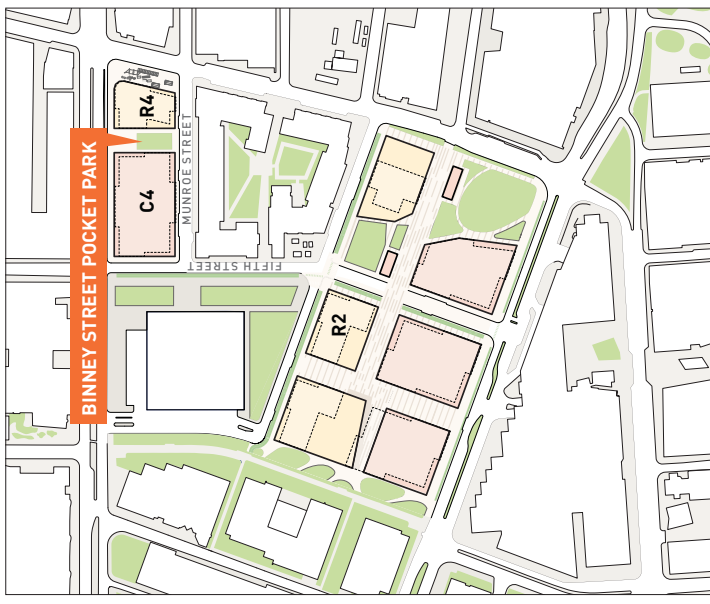 R4
MUNROE STREET
BINNEY STREET POCKET PARK
C4
FIFTH STREET
R2